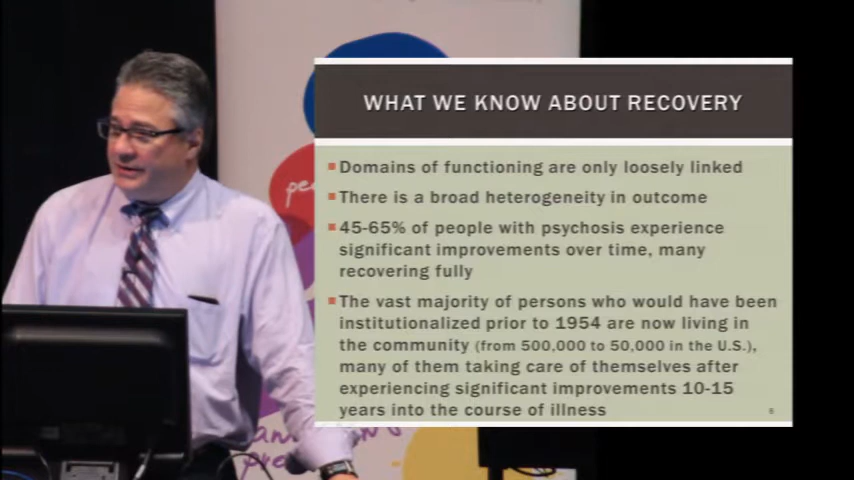 WHAT WE KNOW ABOUT RECOVERY
Domains of functioning are only loosely linked
There is a broad heterogeneity in outcome
45-65% of people with psychosis experience
significant improvements over time, many
recovering fully
The vast majority of persons who would have been
institutionalized prior to 1954 are now living in
the community (from 500,000 to 50,000 in the U.S.),
many of them taking care of themselves after
experiencing significant improvements 10-15
years into the course of illness